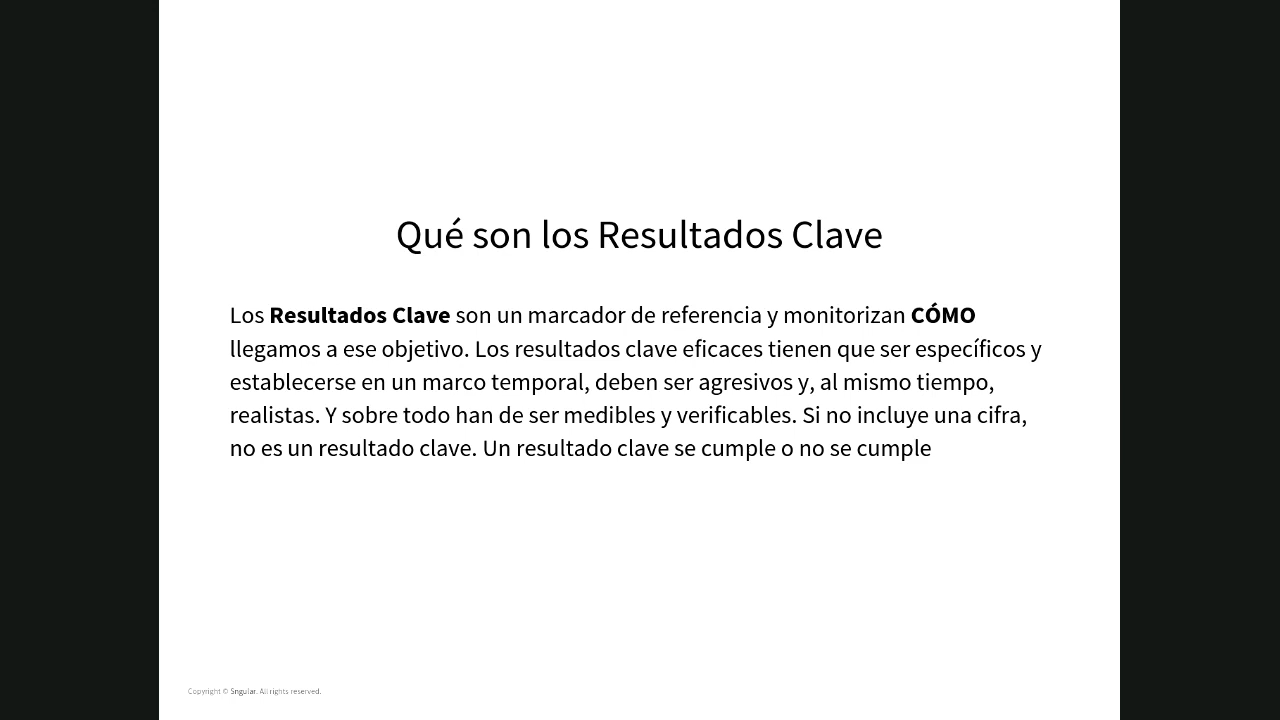 Qué son los Resultados Clave
Los Resultados Clave son un marcador de referencia y monitorizan CÓMO
llegamos a ese objetivo. Los resultados clave eficaces tienen que ser específicos y
establecerse en un marco temporal, deben ser agresivos y, al mismo tiempo,
realistas. Y sobre todo han de ser medibles y verificables. Si no incluye una cifra,
no es un resultado clave. Un resultado clave se cumple o no se cumple
Copyright © Sngular. All rights reserved.